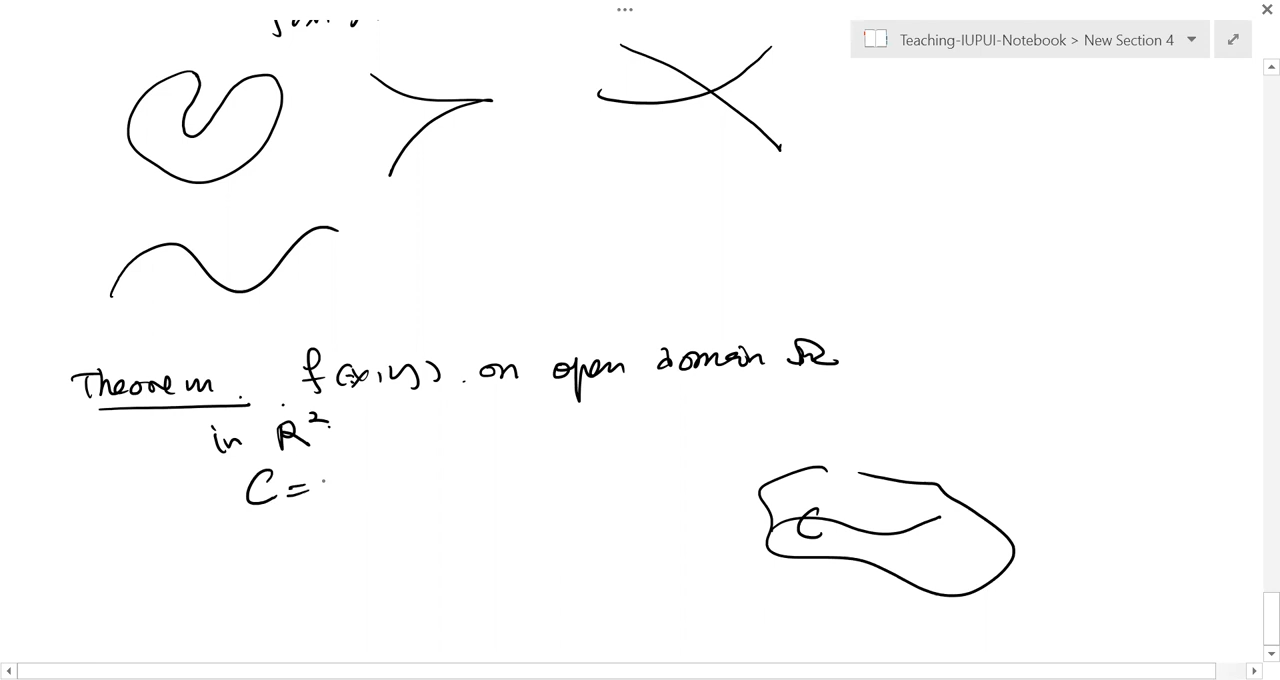 Teaching-IUPUI-Notebook > New Section 4
Theorem. f(x,y). on open domain Ω
in R².
C =
C